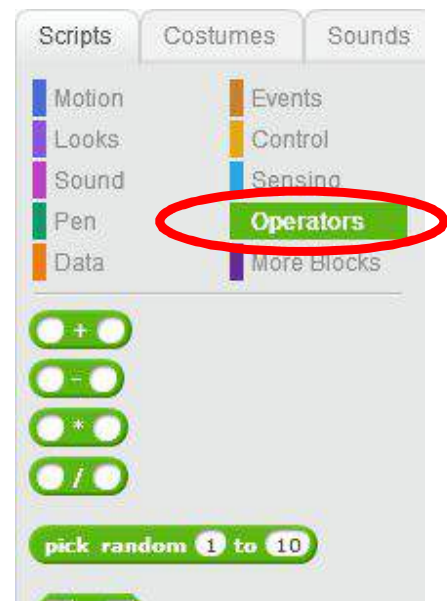 Scripts Costumes Sounds
Motion Events
Looks Control
Sound Sensing
Pen Operators
Data More Blocks
+
-
*
/
pick random 1 to 10